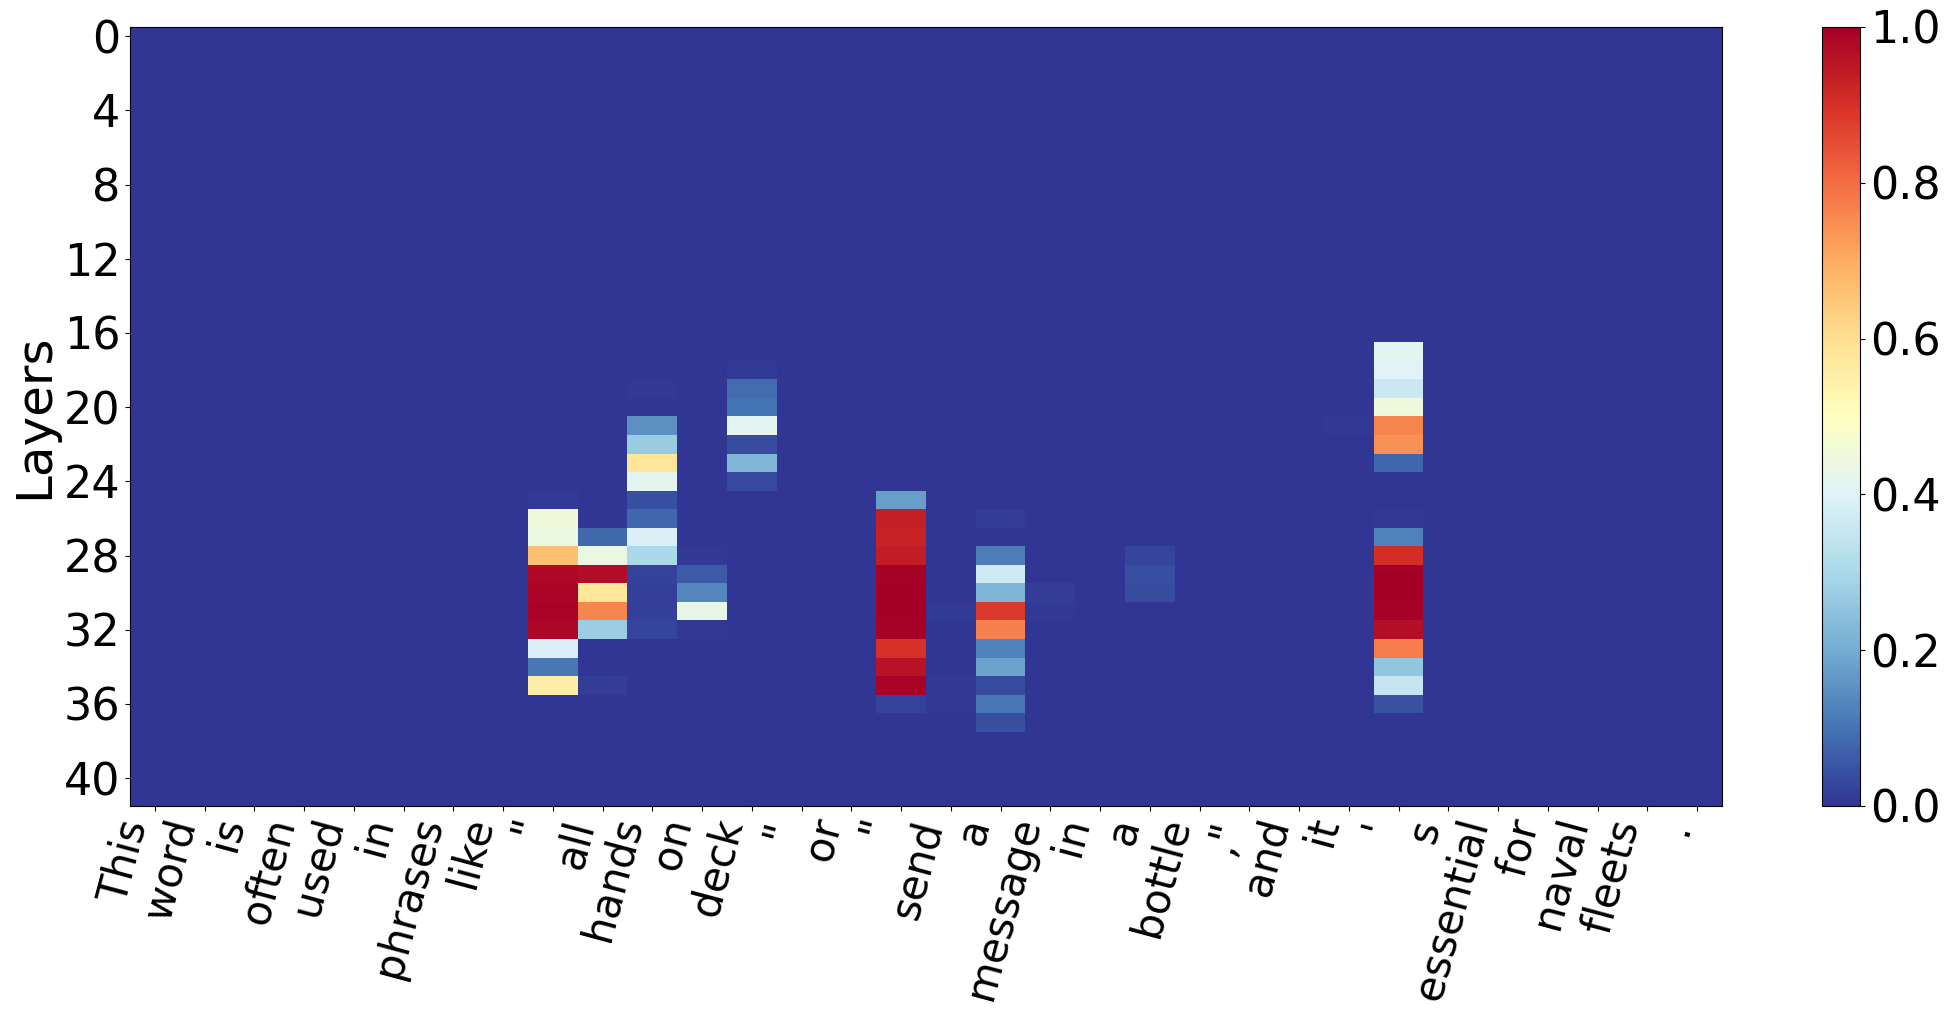 0
4
8
12
16
20
24
28
32
36
40
Layers
This
word
is
often
used
in
phrases
like
"
all
hands
on
deck
"
or
"
send
a
message
in
a
bottle
"
,
and
it
'
s
essential
for
naval
fleets
.
1.0
0.8
0.6
0.4
0.2
0.0